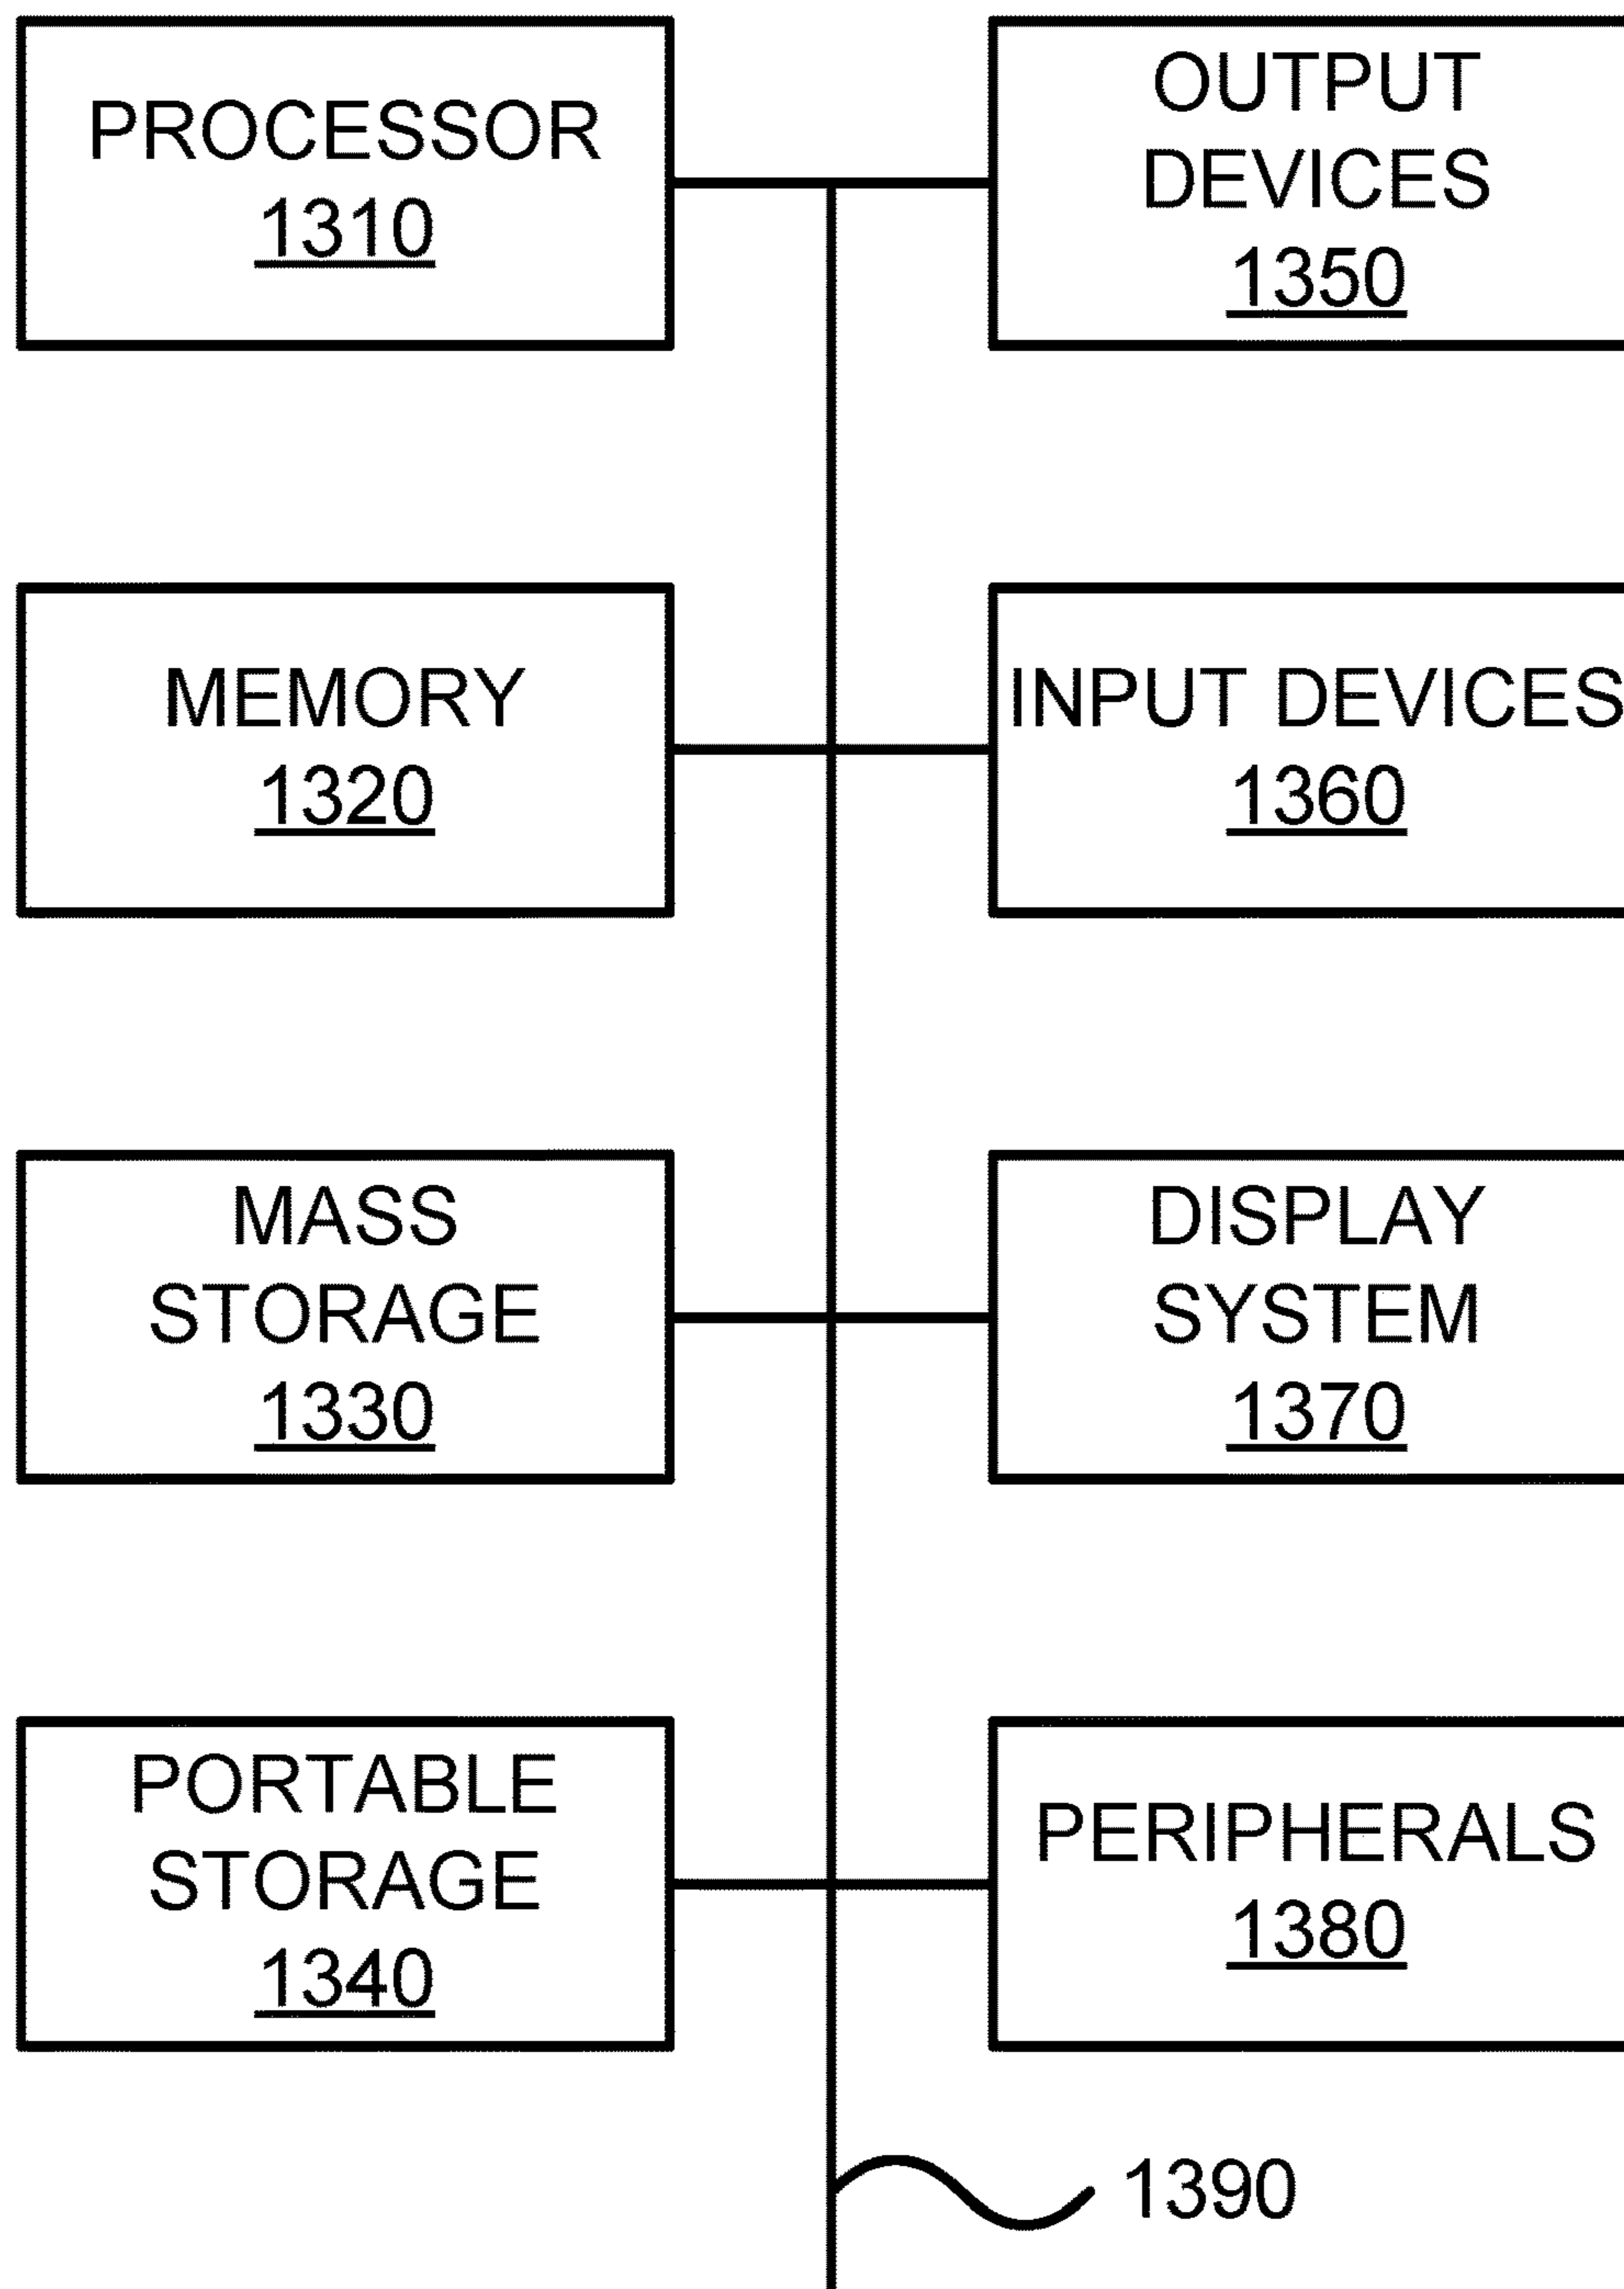 PROCESSOR
1310
OUTPUT
DEVICES
1350
MEMORY
1320
INPUT DEVICES
1360
MASS
STORAGE
1330
DISPLAY
SYSTEM
1370
PORTABLE
STORAGE
1340
PERIPHERALS
1380
1390